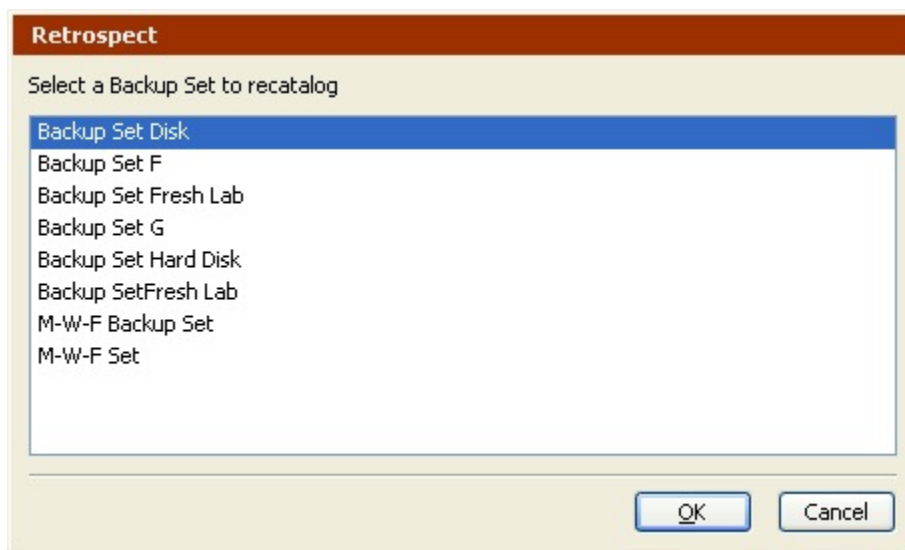 Retrospect
Select a Backup Set to recatalog
Backup Set Disk
Backup Set F
Backup Set Fresh Lab
Backup Set G
Backup Set Hard Disk
Backup SetFresh Lab
M-W-F Backup Set
M-W-F Set
OK Cancel